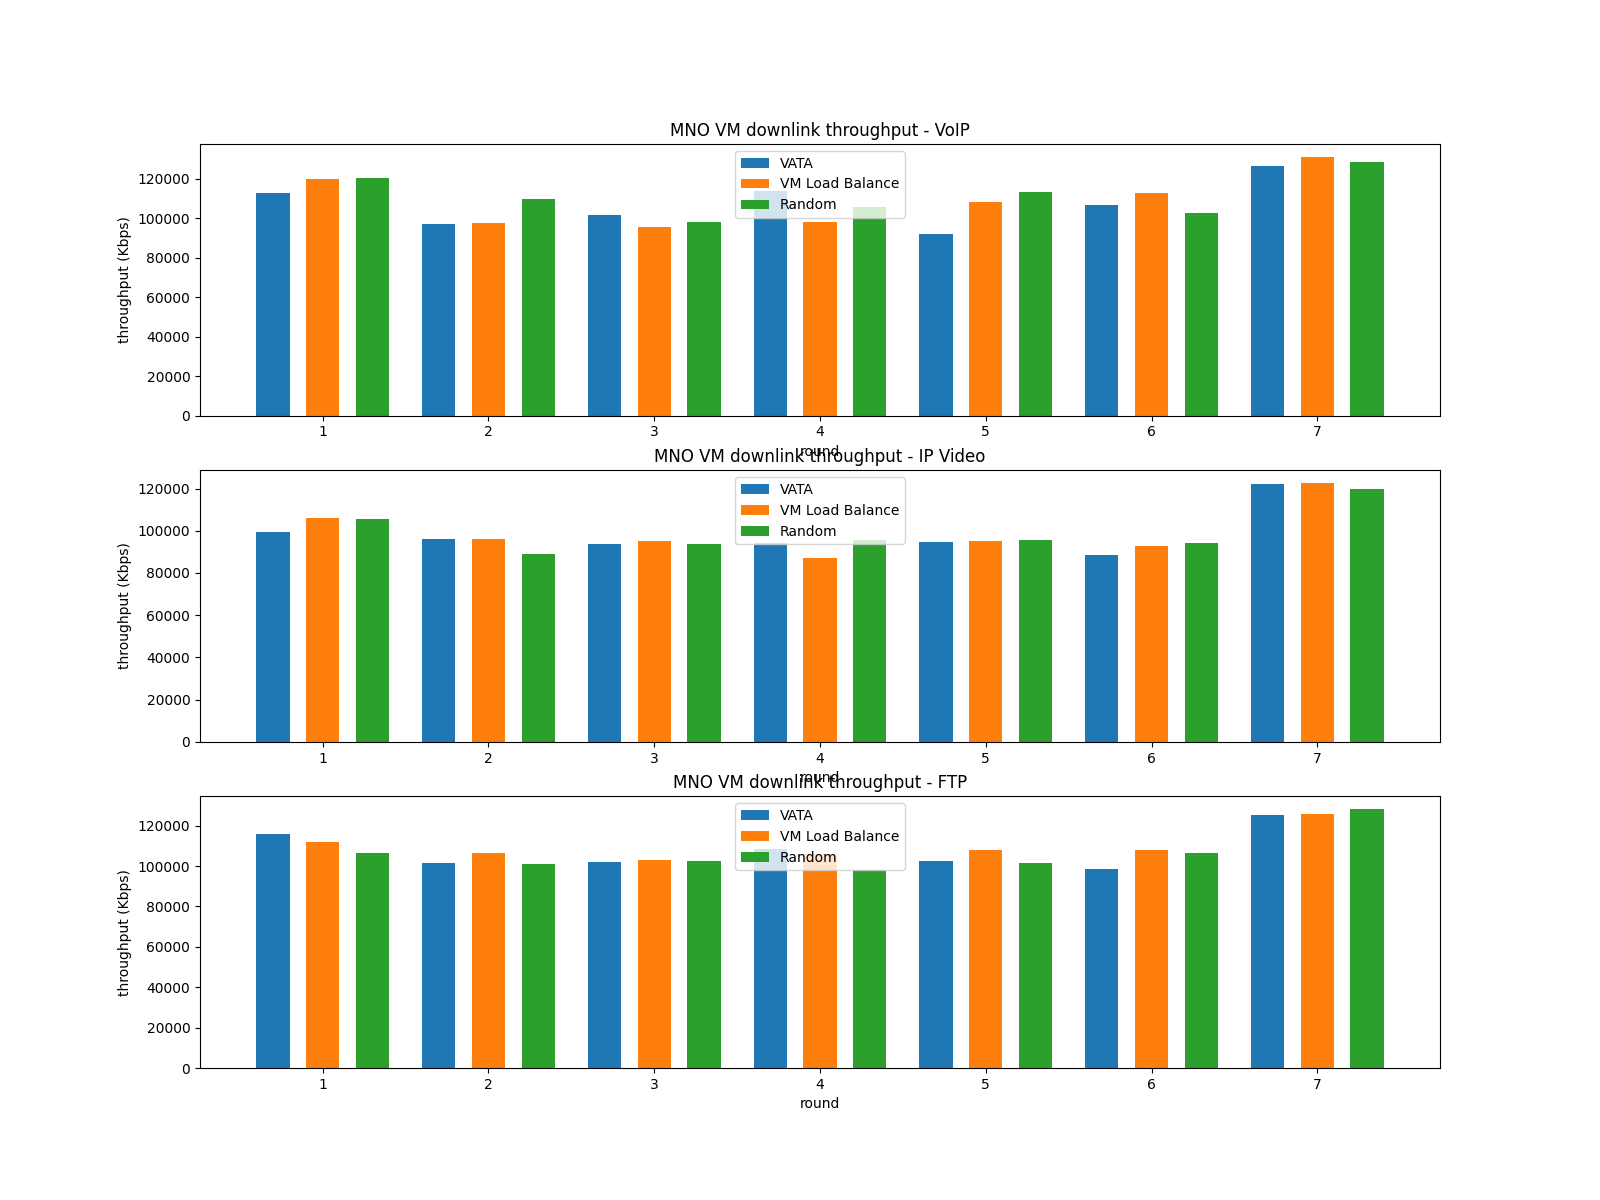 MNO VM downlink throughput - VoIP
VATA
VM Load Balance
Random
throughput (Kbps)
120000
100000
80000
60000
40000
20000
0
1 2 3 4 5 6 7
round
MNO VM downlink throughput - IP Video
VATA
VM Load Balance
Random
throughput (Kbps)
120000
100000
80000
60000
40000
20000
0
1 2 3 4 5 6 7
round
MNO VM downlink throughput - FTP
VATA
VM Load Balance
Random
throughput (Kbps)
120000
100000
80000
60000
40000
20000
0
1 2 3 4 5 6 7
round